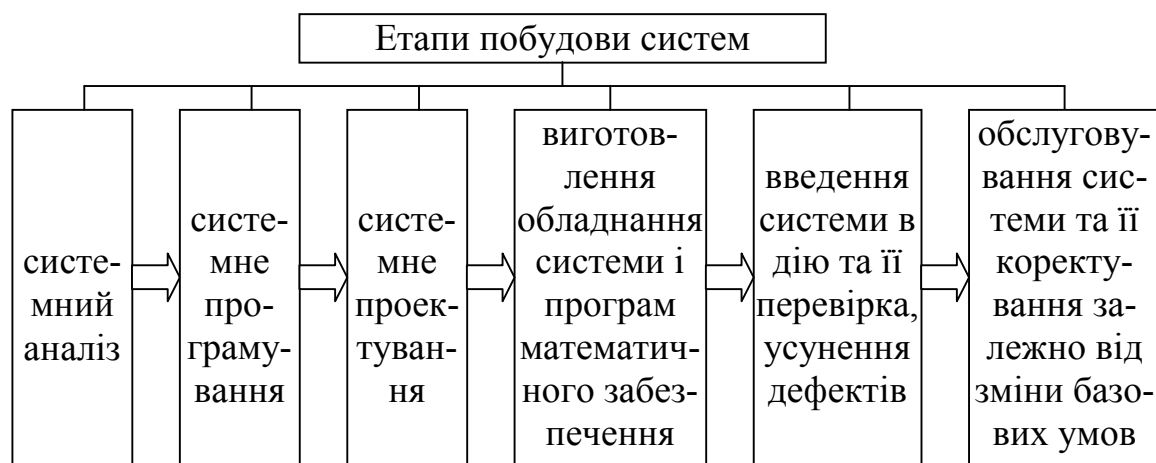 Етапи побудови систем
систе-
мний
аналіз
систе-
мне
про-
граму-
вання
систе-
мне
проек-
туван-
ня
виготов-
лення
обладнання
системи і
програм
математич-
ного забез-
печення
введення
системи в
дію та її
перевірка,
усунення
дефектів
обслугову-
вання сис-
теми та її
коректу-
вання за-
лежно від
зміни базо-
вих умов